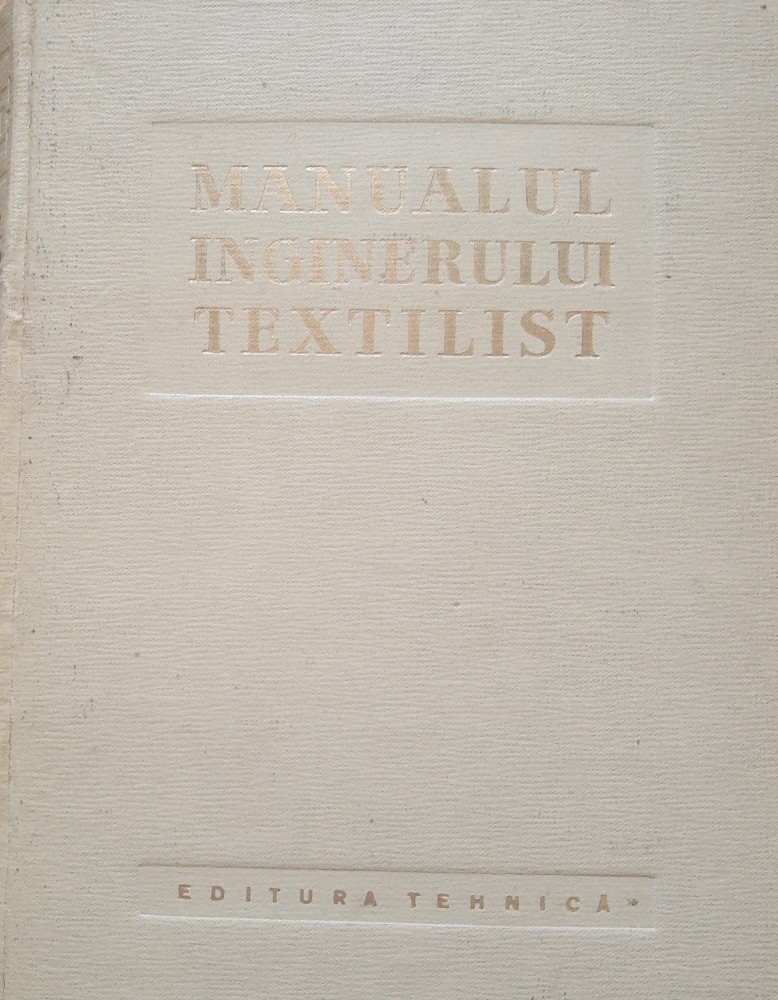 MANUALUL
INGINERULUI
TEXTILIST
EDITURA TEHNICĂ *